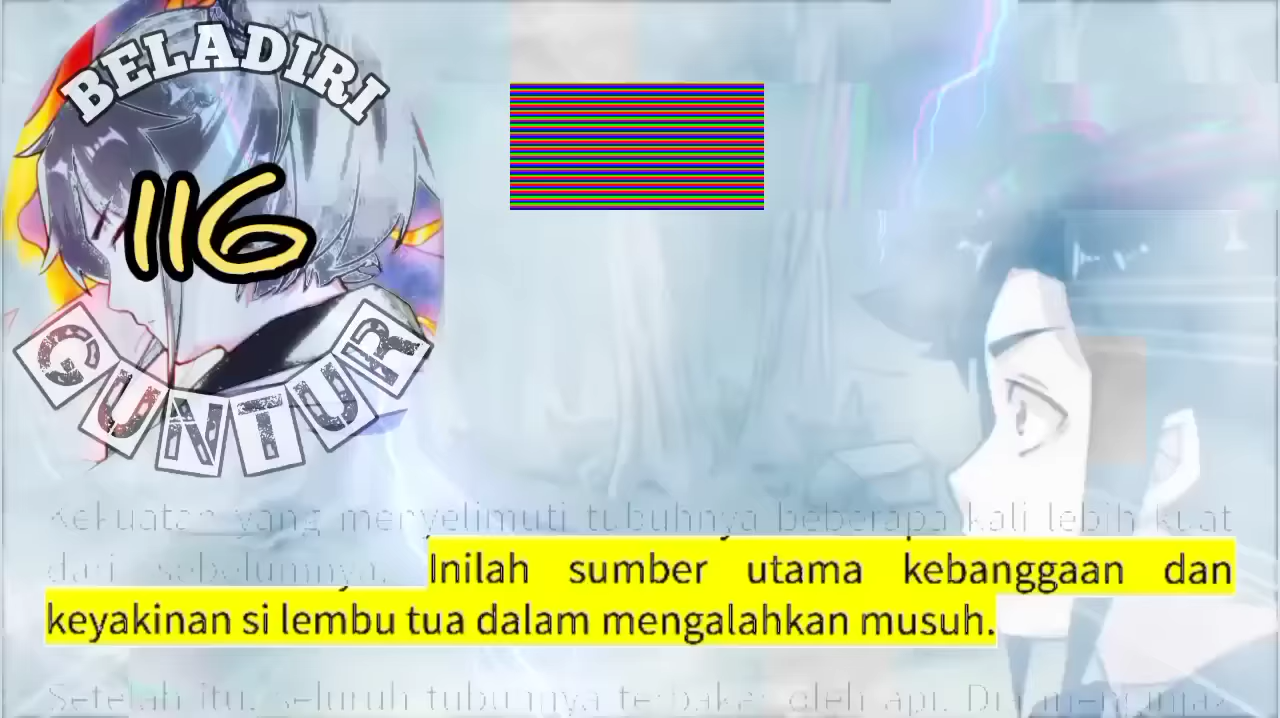 BELADIRI
116
GUNTUR
Kekuatan yang menyelimuti tubuhnya beberapa kali lebih kuat
dari sebelumnya. Inilah sumber utama kebanggaan dan
keyakinan si lembu tua dalam mengalahkan musuh.
Setelah itu, seluruh tubuhnya terbakar oleh api. Dia